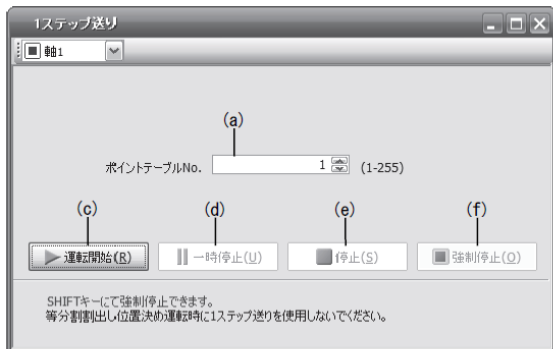 1ステップ送り
軸1
(a)
ポイントテーブルNo. 1 (1-255)
(c) (d) (e) (f)
運転開始(R) 一時停止(U) 停止(S) 強制停止(O)
SHIFTキーにて強制停止できます。
等分割割出し位置決め運転時に1ステップ送りを使用しないでください。